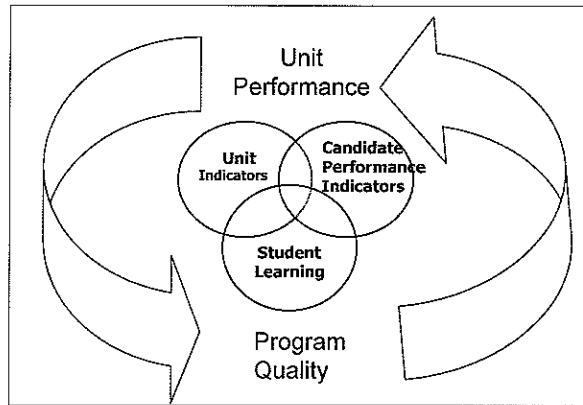 Unit
Performance
Unit
Indicators
Candidate
Performance
Indicators
Student
Learning
Program
Quality